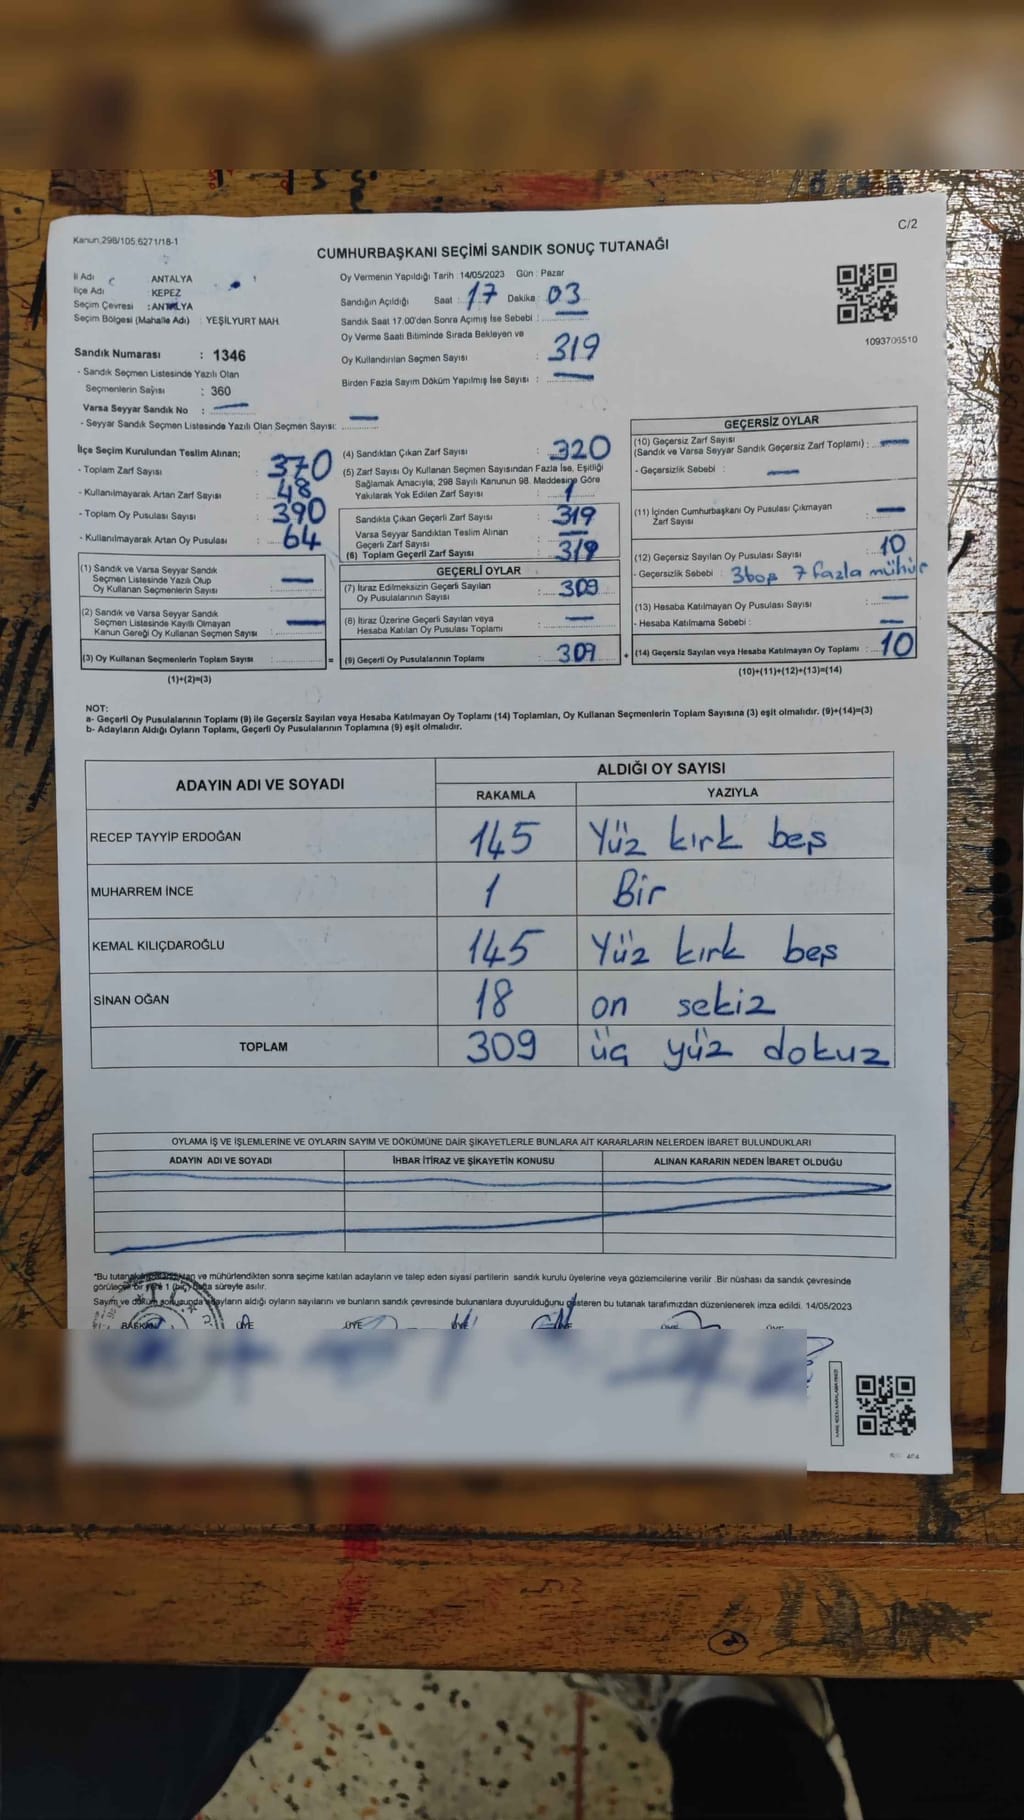 Kanun.298/105.6271/18-1
C/2
CUMHURBAŞKANI SEÇİMİ SANDIK SONUÇ TUTANAĞI
İl Adı ANTALYA
İlçe Adı : KEPEZ
Seçim Çevresi : ANTALYA
Seçim Bölgesi (Mahalle Adı) : YEŞİLYURT MAH.
Oy Vermenin Yapıldığı Tarih : 14/05/2023 Gün : Pazar
Sandığın Açıldığı Saat : 17 Dakika : 03
Sandık Saat 17.00'den Sonra Açımış İse Sebebi :
Oy Verme Saati Bitiminde Sırada Bekleyen ve
Oy Kullandırılan Seçmen Sayısı : 319
Birden Fazla Sayım Döküm Yapılmış İse Sayısı : —
1093706510
Sandık Numarası : 1346
- Sandık Seçmen Listesinde Yazılı Olan
Seçmenlerin Sayısı : 360
Varsa Seyyar Sandık No : —
- Seyyar Sandık Seçmen Listesinde Yazılı Olan Seçmen Sayısı: —
İlçe Seçim Kurulundan Teslim Alınan;
- Toplam Zarf Sayısı : 370
- Kullanılmayarak Artan Zarf Sayısı : 48
- Toplam Oy Pusulası Sayısı : 390
- Kullanılmayarak Artan Oy Pusulası : 64
(1) Sandık ve Varsa Seyyar Sandık
Seçmen Listesinde Yazılı Olup
Oy Kullanan Seçmenlerin Sayısı : —
(2) Sandık ve Varsa Seyyar Sandık
Seçmen Listesinde Kayıtlı Olmayan
Kanun Gereği Oy Kullanan Seçmen Sayısı : —
(3) Oy Kullanan Seçmenlerin Toplam Sayısı :
=
(1)+(2)=(3)
(4) Sandıktan Çıkan Zarf Sayısı : 320
(5) Zarf Sayısı Oy Kullanan Seçmen Sayısından Fazla İse, Eşitliği
Sağlamak Amacıyla, 298 Sayılı Kanunun 98. Maddesine Göre
Yakılarak Yok Edilen Zarf Sayısı : 1
Sandıkta Çıkan Geçerli Zarf Sayısı : 319
Varsa Seyyar Sandıktan Teslim Alınan
Geçerli Zarf Sayısı : —
(6) Toplam Geçerli Zarf Sayısı : 319
GEÇERLİ OYLAR
(7) İtiraz Edilmeksizin Geçerli Sayılan
Oy Pusulalarının Sayısı : 309
(8) İtiraz Üzerine Geçerli Sayılan veya
Hesaba Katılan Oy Pusulası Toplamı : —
(9) Geçerli Oy Pusulalarının Toplamı : 309
+
GEÇERSİZ OYLAR
(10) Geçersiz Zarf Sayısı
(Sandık ve Varsa Seyyar Sandık Geçersiz Zarf Toplamı) : —
- Geçersizlik Sebebi : —
(11) İçinden Cumhurbaşkanı Oy Pusulası Çıkmayan
Zarf Sayısı : —
(12) Geçersiz Sayılan Oy Pusulası Sayısı : 10
- Geçersizlik Sebebi : 3 boş 7 fazla mühür
(13) Hesaba Katılmayan Oy Pusulası Sayısı : —
- Hesaba Katılmama Sebebi : —
(14) Geçersiz Sayılan veya Hesaba Katılmayan Oy Toplamı : 10
(10)+(11)+(12)+(13)=(14)
NOT:
a- Geçerli Oy Pusulalarının Toplamı (9) ile Geçersiz Sayılan veya Hesaba Katılmayan Oy Toplamı (14) Toplamları, Oy Kullanan Seçmenlerin Toplam Sayısına (3) eşit olmalıdır. (9)+(14)=(3)
b- Adayların Aldığı Oyların Toplamı, Geçerli Oy Pusulalarının Toplamına (9) eşit olmalıdır.
ADAYIN ADI VE SOYADI
ALDIĞI OY SAYISI
RAKAMLA YAZIYLA
RECEP TAYYİP ERDOĞAN 145 Yüz kırk beş
MUHARREM İNCE 1 Bir
KEMAL KILIÇDAROĞLU 145 Yüz kırk beş
SİNAN OĞAN 18 on sekiz
TOPLAM 309 üç yüz dokuz
OYLAMA İŞ VE İŞLEMLERİNE VE OYLARIN SAYIM VE DÖKÜMÜNE DAİR ŞİKAYETLERLE BUNLARA AİT KARARLARIN NELERDEN İBARET BULUNDUKLARI
ADAYIN ADI VE SOYADI İHBAR İTİRAZ VE ŞİKAYETİN KONUSU ALINAN KARARIN NEDEN İBARET OLDUĞU
ve mühürlendikten sonra seçime katılan adayların ve talep eden siyasi partilerin sandık kurulu üyelerine veya gözlemcilerine verilir. Bir nüshası da sandık çevresinde
görülecek bir yere 1 (bir) hafta süreyle asılır.
Sayım ve döküm sonucunda adayların aldığı oyların sayılarını ve bunların sandık çevresinde bulunanlara duyurulduğunu gösteren bu tutanak tarafımızdan düzenlenerek imza edildi. 14/05/2023
BAŞKAN ÜYE ÜYE ÜYE ÜYE ÜYE ÜYE